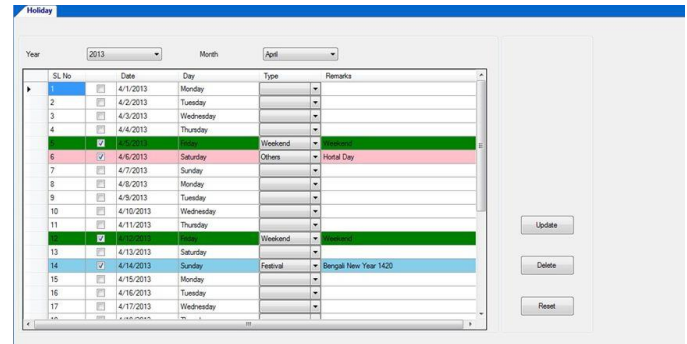 Holiday
Year 2013 Month April
SL No Date Day Type Remarks
1 4/1/2013 Monday
2 4/2/2013 Tuesday
3 4/3/2013 Wednesday
4 4/4/2013 Thursday
5 4/5/2013 Friday Weekend Weekend
6 4/6/2013 Saturday Others Hortal Day
7 4/7/2013 Sunday
8 4/8/2013 Monday
9 4/9/2013 Tuesday
10 4/10/2013 Wednesday
11 4/11/2013 Thursday
12 4/12/2013 Friday Weekend Weekend
13 4/13/2013 Saturday
14 4/14/2013 Sunday Festival Bengali New Year 1420
15 4/15/2013 Monday
16 4/16/2013 Tuesday
17 4/17/2013 Wednesday
Update
Delete
Reset